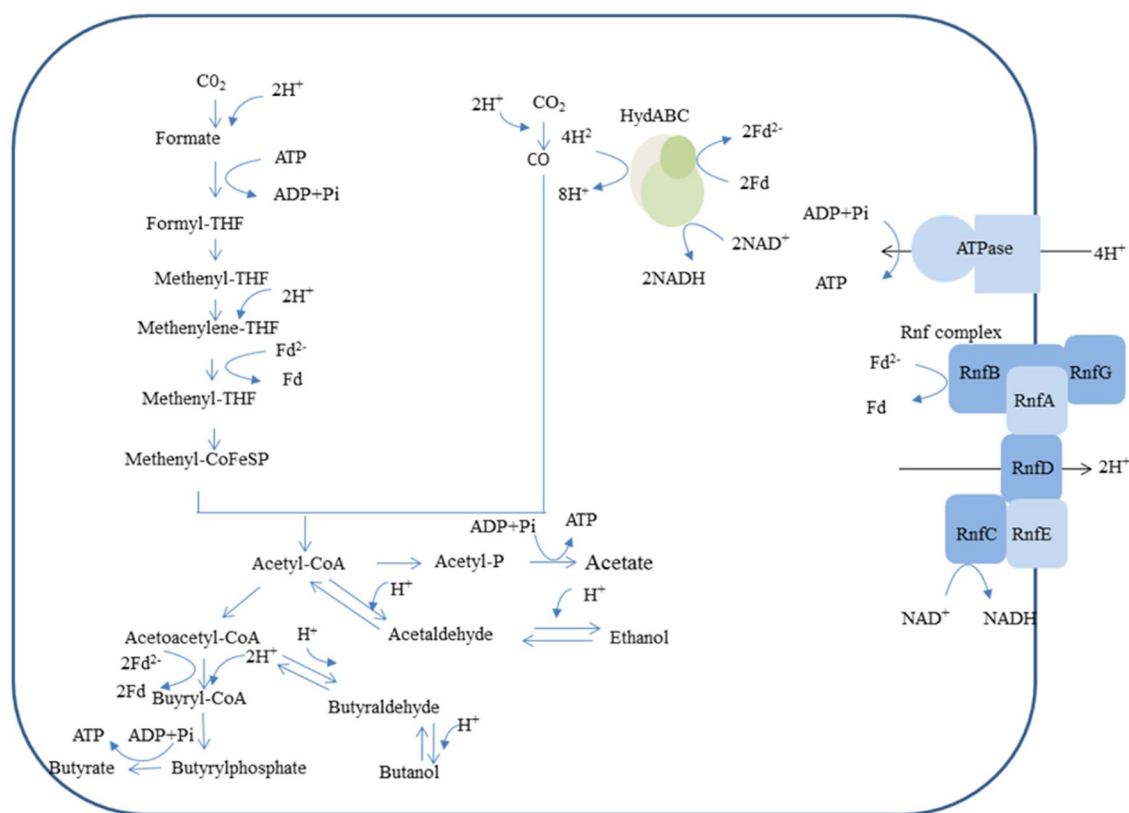 C0₂
2H⁺
Formate
ATP
ADP+Pi
Formyl-THF
Methenyl-THF
2H⁺
Methenylene-THF
Fd²⁻
Fd
Methenyl-THF
Methenyl-CoFeSP
2H⁺
CO₂
CO
HydABC
4H²
8H⁺
2Fd²⁻
2Fd
2NAD⁺
2NADH
ADP+Pi
ATP
ATPase
4H⁺
Rnf complex
Fd²⁻
Fd
RnfB
RnfG
RnfA
RnfD
2H⁺
RnfC
RnfE
NAD⁺
NADH
Acetyl-CoA
Acetyl-P
ADP+Pi
ATP
Acetate
H⁺
H⁺
Acetaldehyde
Ethanol
Acetoacetyl-CoA
2Fd²⁻
2H⁺
H⁺
2Fd
Buyryl-CoA
Butyraldehyde
H⁺
ATP
ADP+Pi
Butyrate
Butyrylphosphate
Butanol